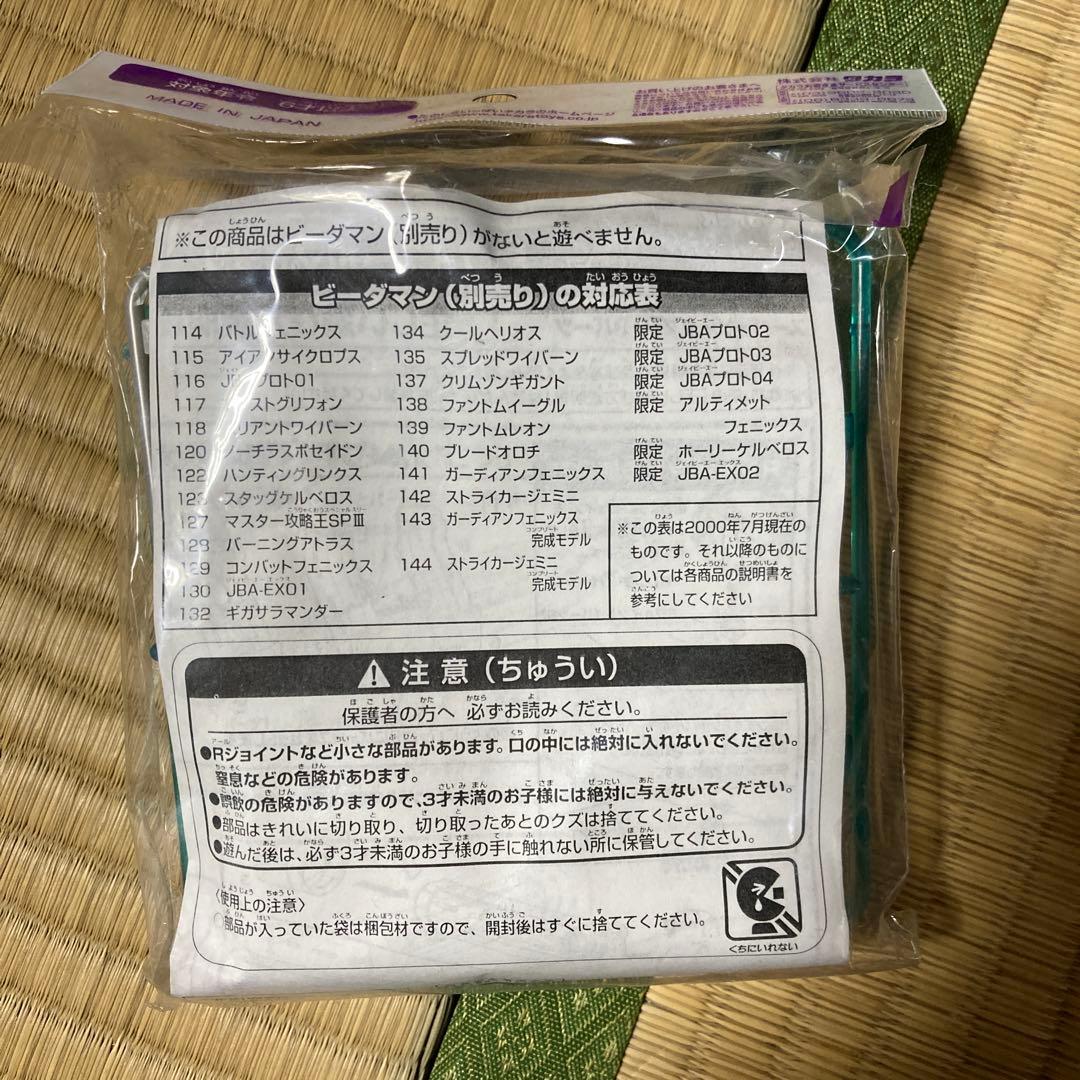 対象年齢 6才
MADE IN JAPAN
株式会社タカラ
※この商品はビーダマン(別売り)がないと遊べません。
ビーダマン(別売り)の対応表
114 バトルフェニックス
115 アイアンサイクロプス
116 JBAプロト01
117 ストグリフォン
118 リアントワイバーン
120 ノーチラスポセイドン
122 ハンティングリンクス
123 スタッグケルベロス
127 マスター攻略王SPⅢ
128 バーニングアトラス
129 コンバットフェニックス
130 JBA-EX01
132 ギガサラマンダー
134 クールヘリオス
135 スプレッドワイバーン
137 クリムゾンギガント
138 ファントムイーグル
139 ファントムレオン
140 ブレードオロチ
141 ガーディアンフェニックス
142 ストライカージェミニ
143 ガーディアンフェニックス
完成モデル
144 ストライカージェミニ
完成モデル
限定 JBAプロト02
限定 JBAプロト03
限定 JBAプロト04
限定 アルティメット
フェニックス
限定 ホーリーケルベロス
限定 JBA-EX02
※この表は2000年7月現在の
ものです。それ以降のものに
ついては各商品の説明書を
参考にしてください
注意(ちゅうい)
保護者の方へ 必ずお読みください。
●Rジョイントなど小さな部品があります。口の中には絶対に入れないでください。
窒息などの危険があります。
●誤飲の危険がありますので、3才未満のお子様には絶対に与えないでください。
●部品はきれいに切り取り、切り取ったあとのクズは捨ててください。
●遊んだ後は、必ず3才未満のお子様の手に触れない所に保管してください。
〈使用上の注意〉
○部品が入っていた袋は梱包材ですので、開封後はすぐに捨ててください。
くちにいれない